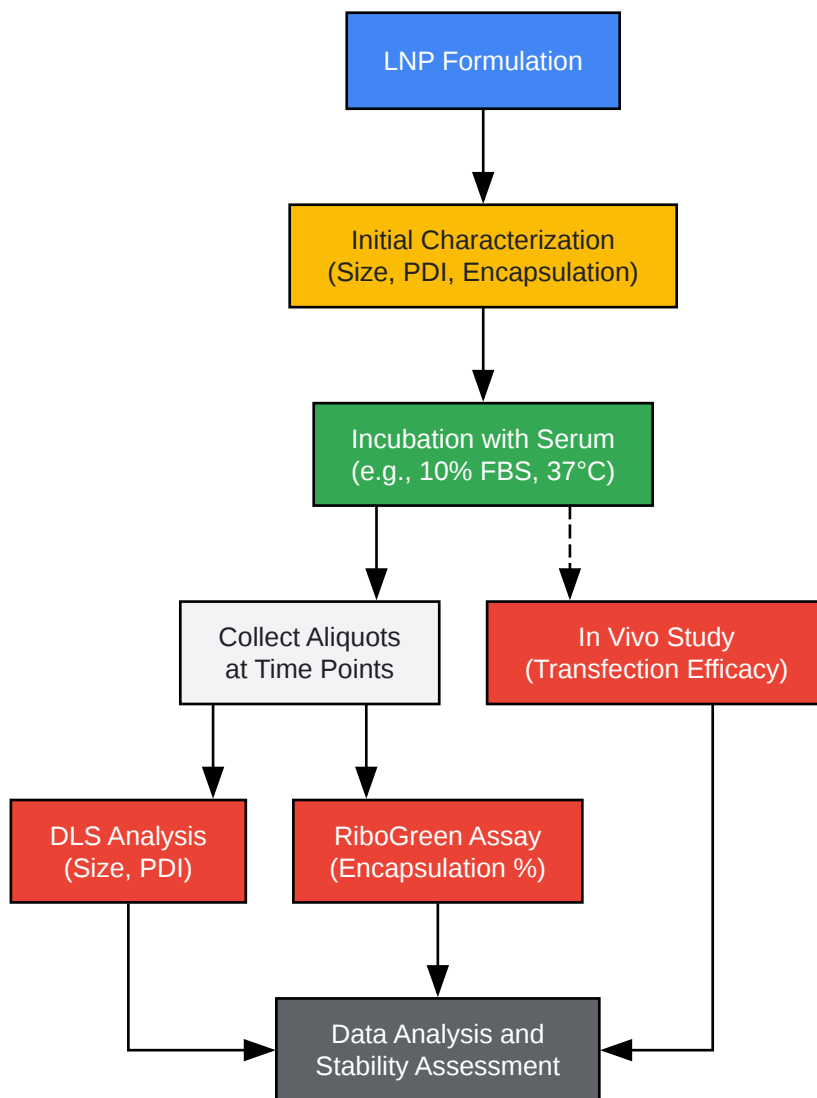 LNP Formulation
Initial Characterization
(Size, PDI, Encapsulation)
Incubation with Serum
(e.g., 10% FBS, 37°C)
Collect Aliquots
at Time Points
In Vivo Study
(Transfection Efficacy)
DLS Analysis
(Size, PDI)
RiboGreen Assay
(Encapsulation %)
Data Analysis and
Stability Assessment